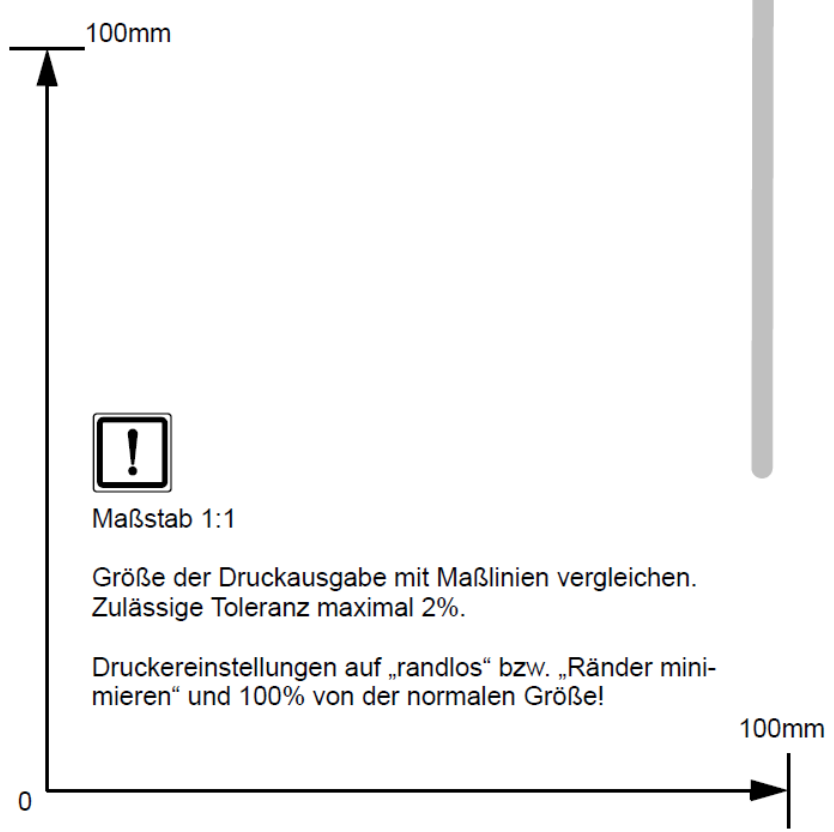 100mm
!
Maßstab 1:1
Größe der Druckausgabe mit Maßlinien vergleichen.
Zulässige Toleranz maximal 2%.
Druckereinstellungen auf „randlos“ bzw. „Ränder mini-
mieren“ und 100% von der normalen Größe!
100mm
0